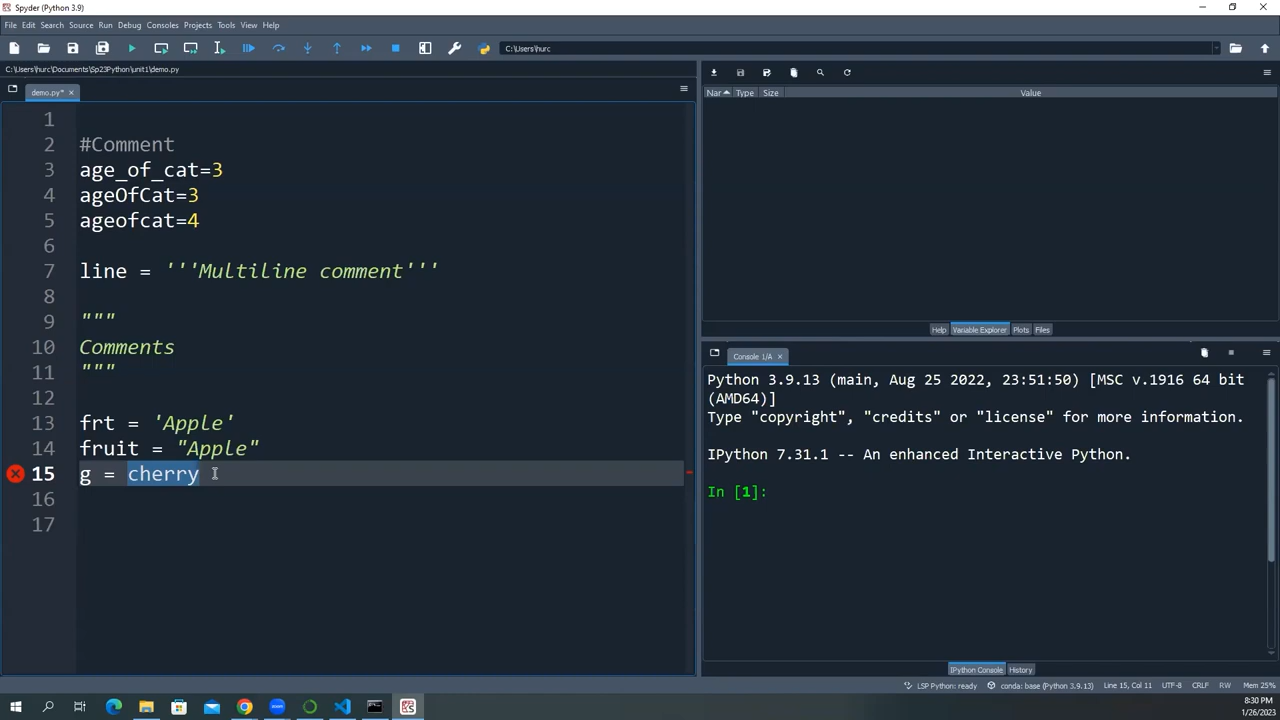 Spyder (Python 3.9)
File Edit Search Source Run Debug Consoles Projects Tools View Help
C:\Users\hurc
C:\Users\hurc\Documents\Sp23Python\unit1\demo.py
demo.py*
1
2 #Comment
3 age_of_cat=3
4 ageOfCat=3
5 ageofcat=4
6
7 line = '''Multiline comment'''
8
9 """
10 Comments
11 """
12
13 frt = 'Apple'
14 fruit = "Apple"
15 g = cherry
16
17
Nar Type Size Value
Help Variable Explorer Plots Files
Console 1/A
Python 3.9.13 (main, Aug 25 2022, 23:51:50) [MSC v.1916 64 bit
(AMD64)]
Type "copyright", "credits" or "license" for more information.
IPython 7.31.1 -- An enhanced Interactive Python.
In [1]:
IPython Console History
LSP Python: ready conda: base (Python 3.9.13) Line 15, Col 11 UTF-8 CRLF RW Mem 25%
8:30 PM
1/26/2023